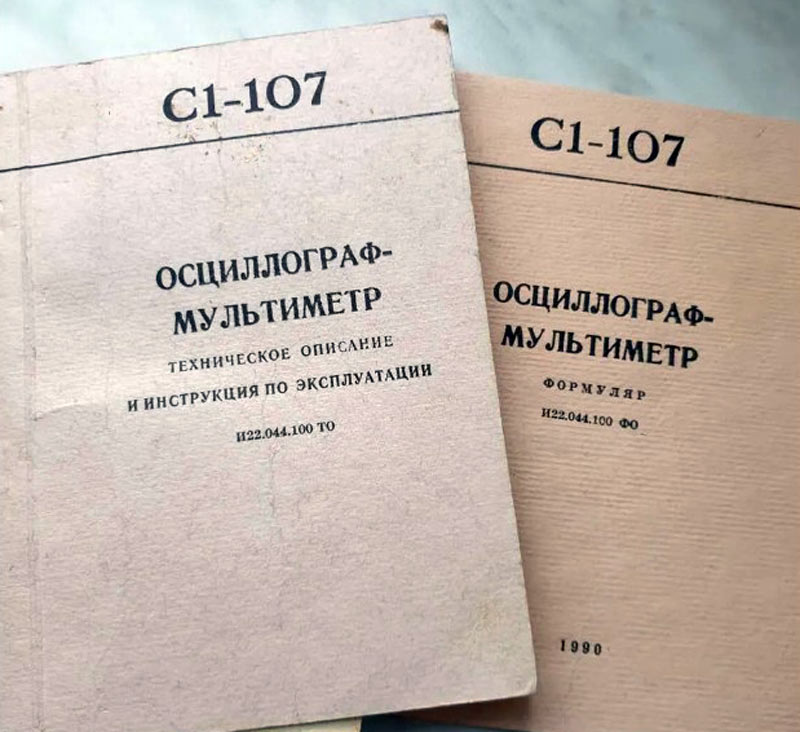 С1-107
ОСЦИЛЛОГРАФ-
МУЛЬТИМЕТР
ТЕХНИЧЕСКОЕ ОПИСАНИЕ
И ИНСТРУКЦИЯ ПО ЭКСПЛУАТАЦИИ
И22.044.100 ТО
С1-107
ОСЦИЛЛОГРАФ-
МУЛЬТИМЕТР
ФОРМУЛЯР
И22.044.100 ФО
1990